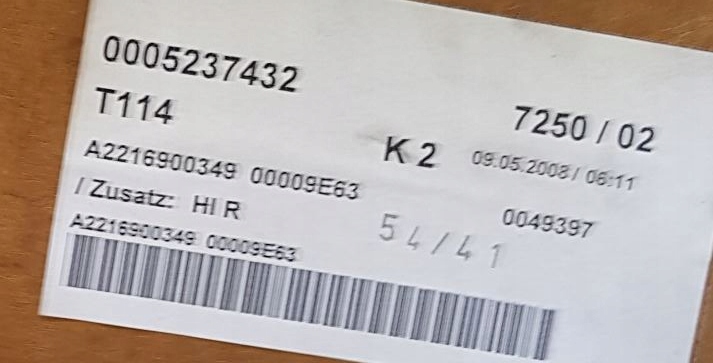 0005237432
T114
7250 / 02
K 2
09.05.2008 / 06:11
A2216900349 00009E63
/ Zusatz: HI R
0049397
54/41
A2216900349 00009E63